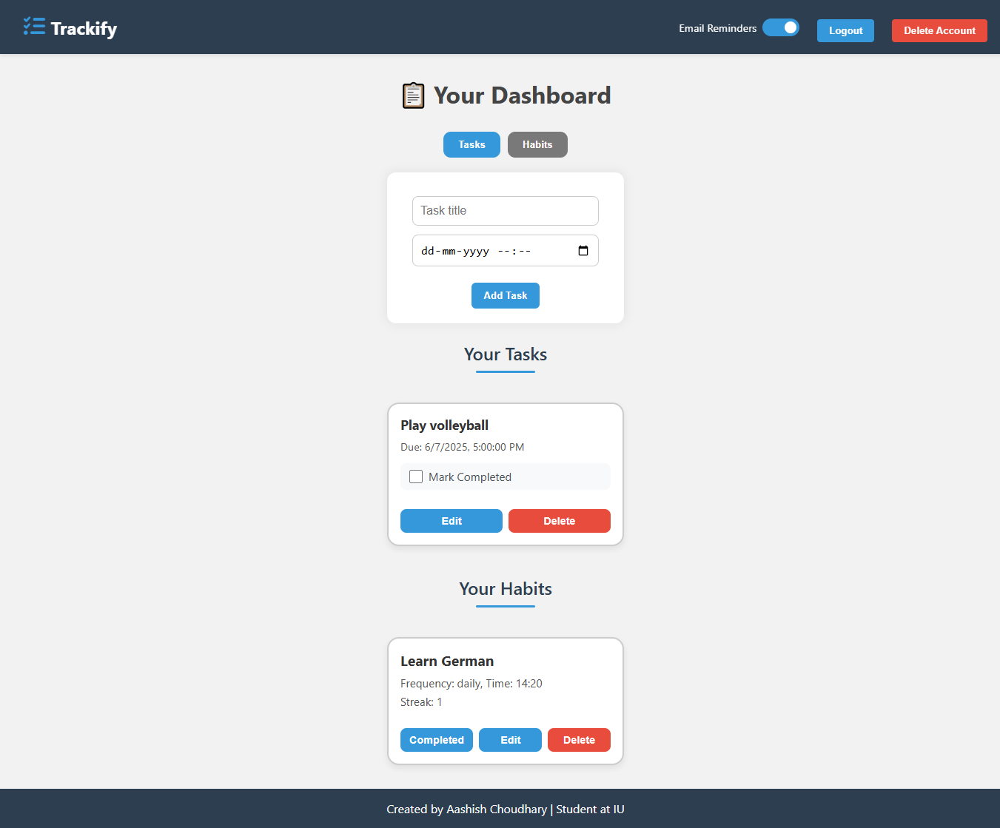 Trackify
Email Reminders
Logout
Delete Account
Your Dashboard
Tasks
Habits
Task title
dd-mm-yyyy --:--
Add Task
Your Tasks
Play volleyball
Due: 6/7/2025, 5:00:00 PM
Mark Completed
Edit
Delete
Your Habits
Learn German
Frequency: daily, Time: 14:20
Streak: 1
Completed
Edit
Delete
Created by Aashish Choudhary | Student at IU